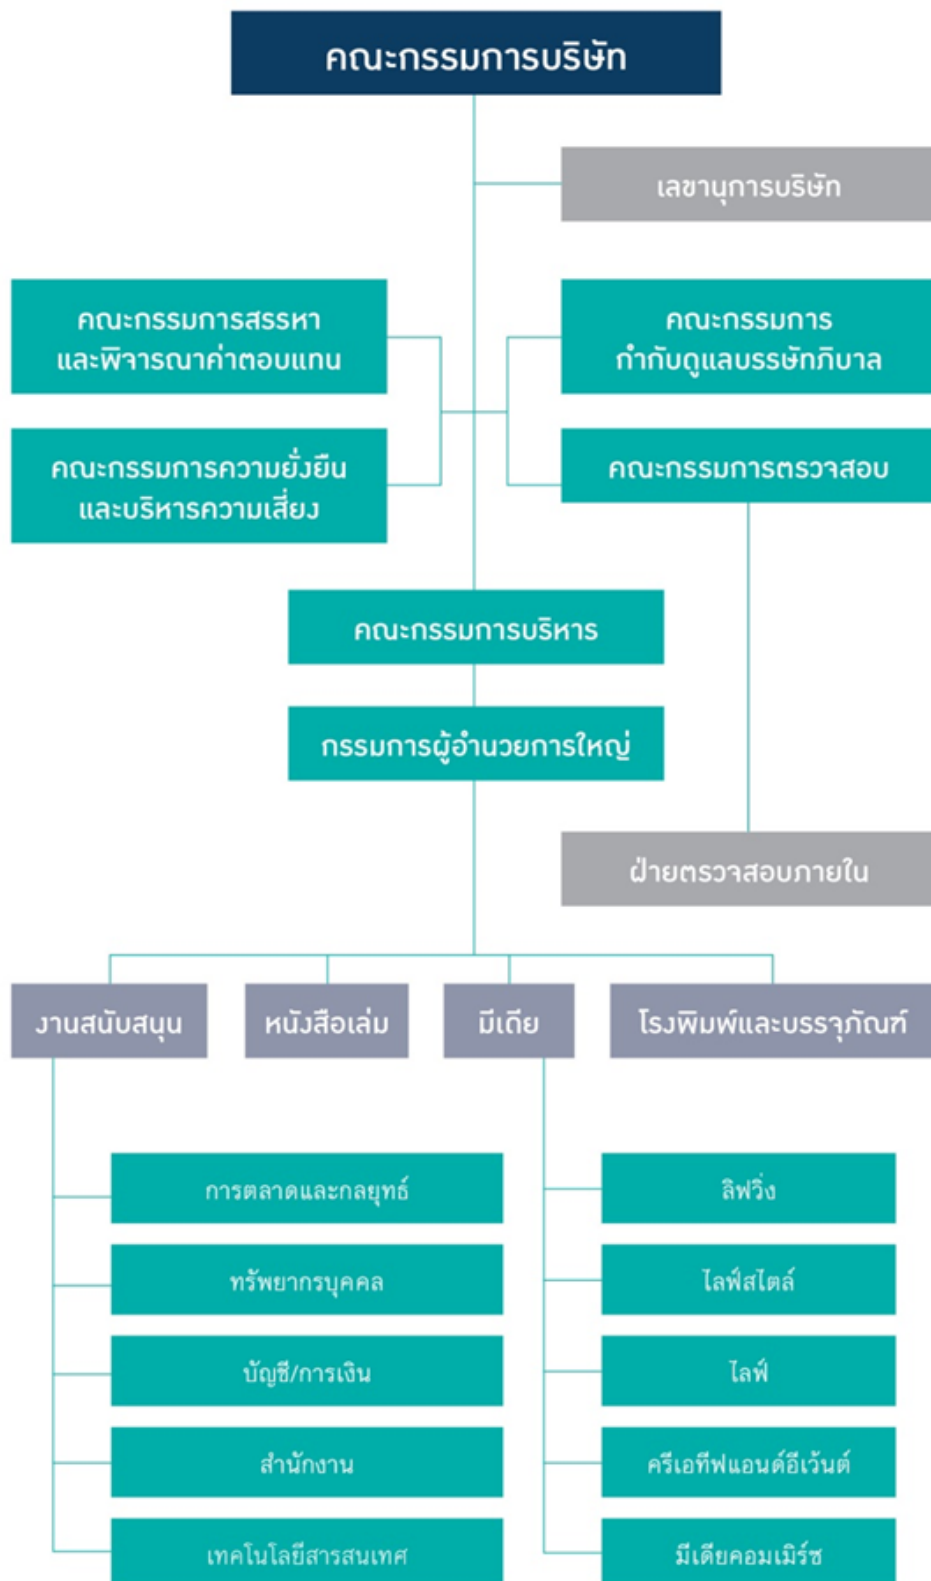 คณะกรรมการบริษัท
เลขานุการบริษัท
คณะกรรมการสรรหา
และพิจารณาค่าตอบแทน
คณะกรรมการ
กำกับดูแลบรรษัทภิบาล
คณะกรรมการความยั่งยืน
และบริหารความเสี่ยง
คณะกรรมการตรวจสอบ
คณะกรรมการบริหาร
กรรมการผู้อำนวยการใหญ่
ฝ่ายตรวจสอบภายใน
งานสนับสนุน
หนังสือเล่ม
มีเดีย
โรงพิมพ์และบรรจุภัณฑ์
การตลาดและกลยุทธ์
ทรัพยากรบุคคล
บัญชี/การเงิน
สำนักงาน
เทคโนโลยีสารสนเทศ
ลิฟวิ่ง
ไลฟ์สไตล์
ไลฟ์
ครีเอทีฟแอนด์อีเว้นต์
มีเดียคอมเมิร์ซ